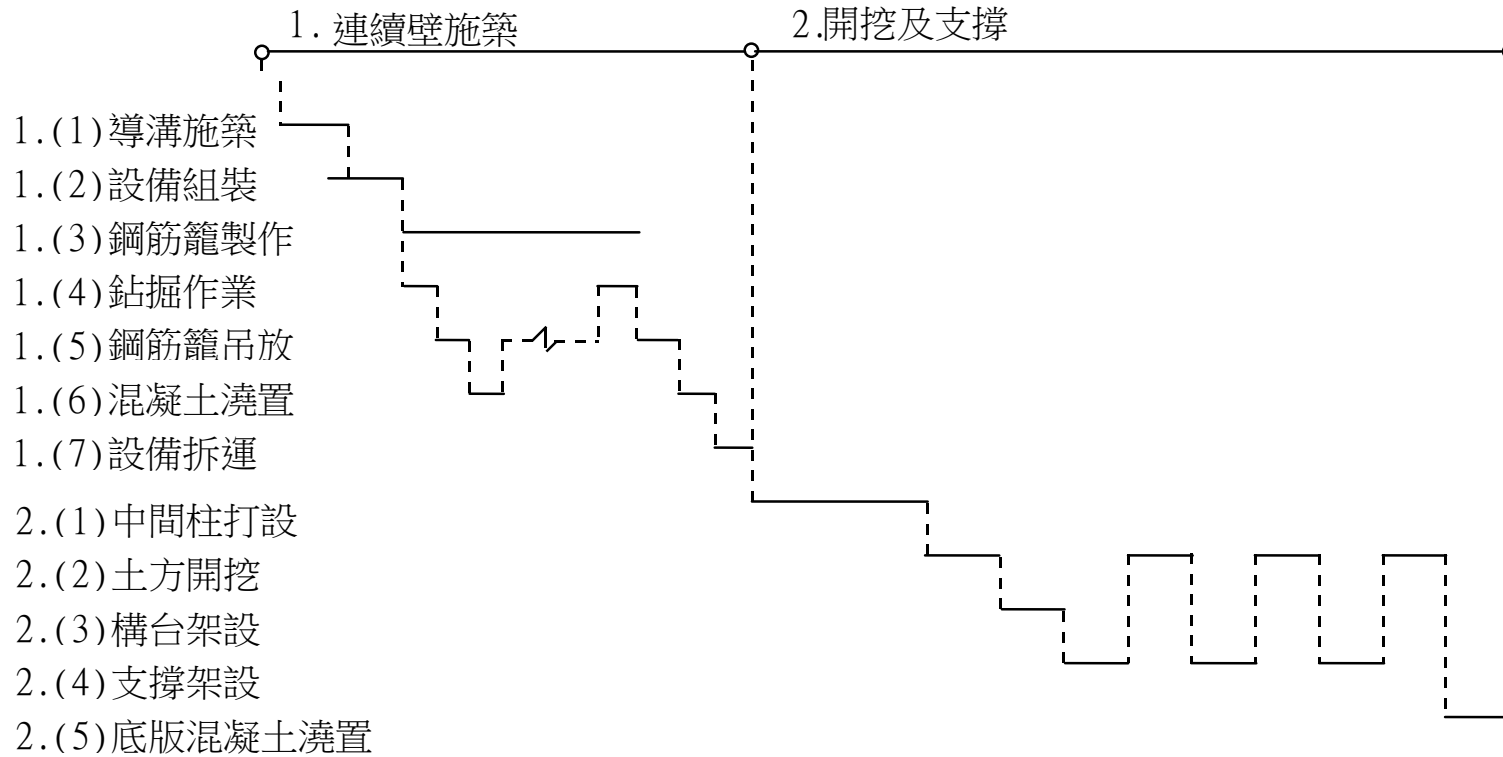 1. 連續壁施築
2.開挖及支撐
1.(1)導溝施築
1.(2)設備組裝
1.(3)鋼筋籠製作
1.(4)鉆掘作業
1.(5)鋼筋籠吊放
1.(6)混凝土澆置
1.(7)設備拆運
2.(1)中間柱打設
2.(2)土方開挖
2.(3)構台架設
2.(4)支撐架設
2.(5)底版混凝土澆置